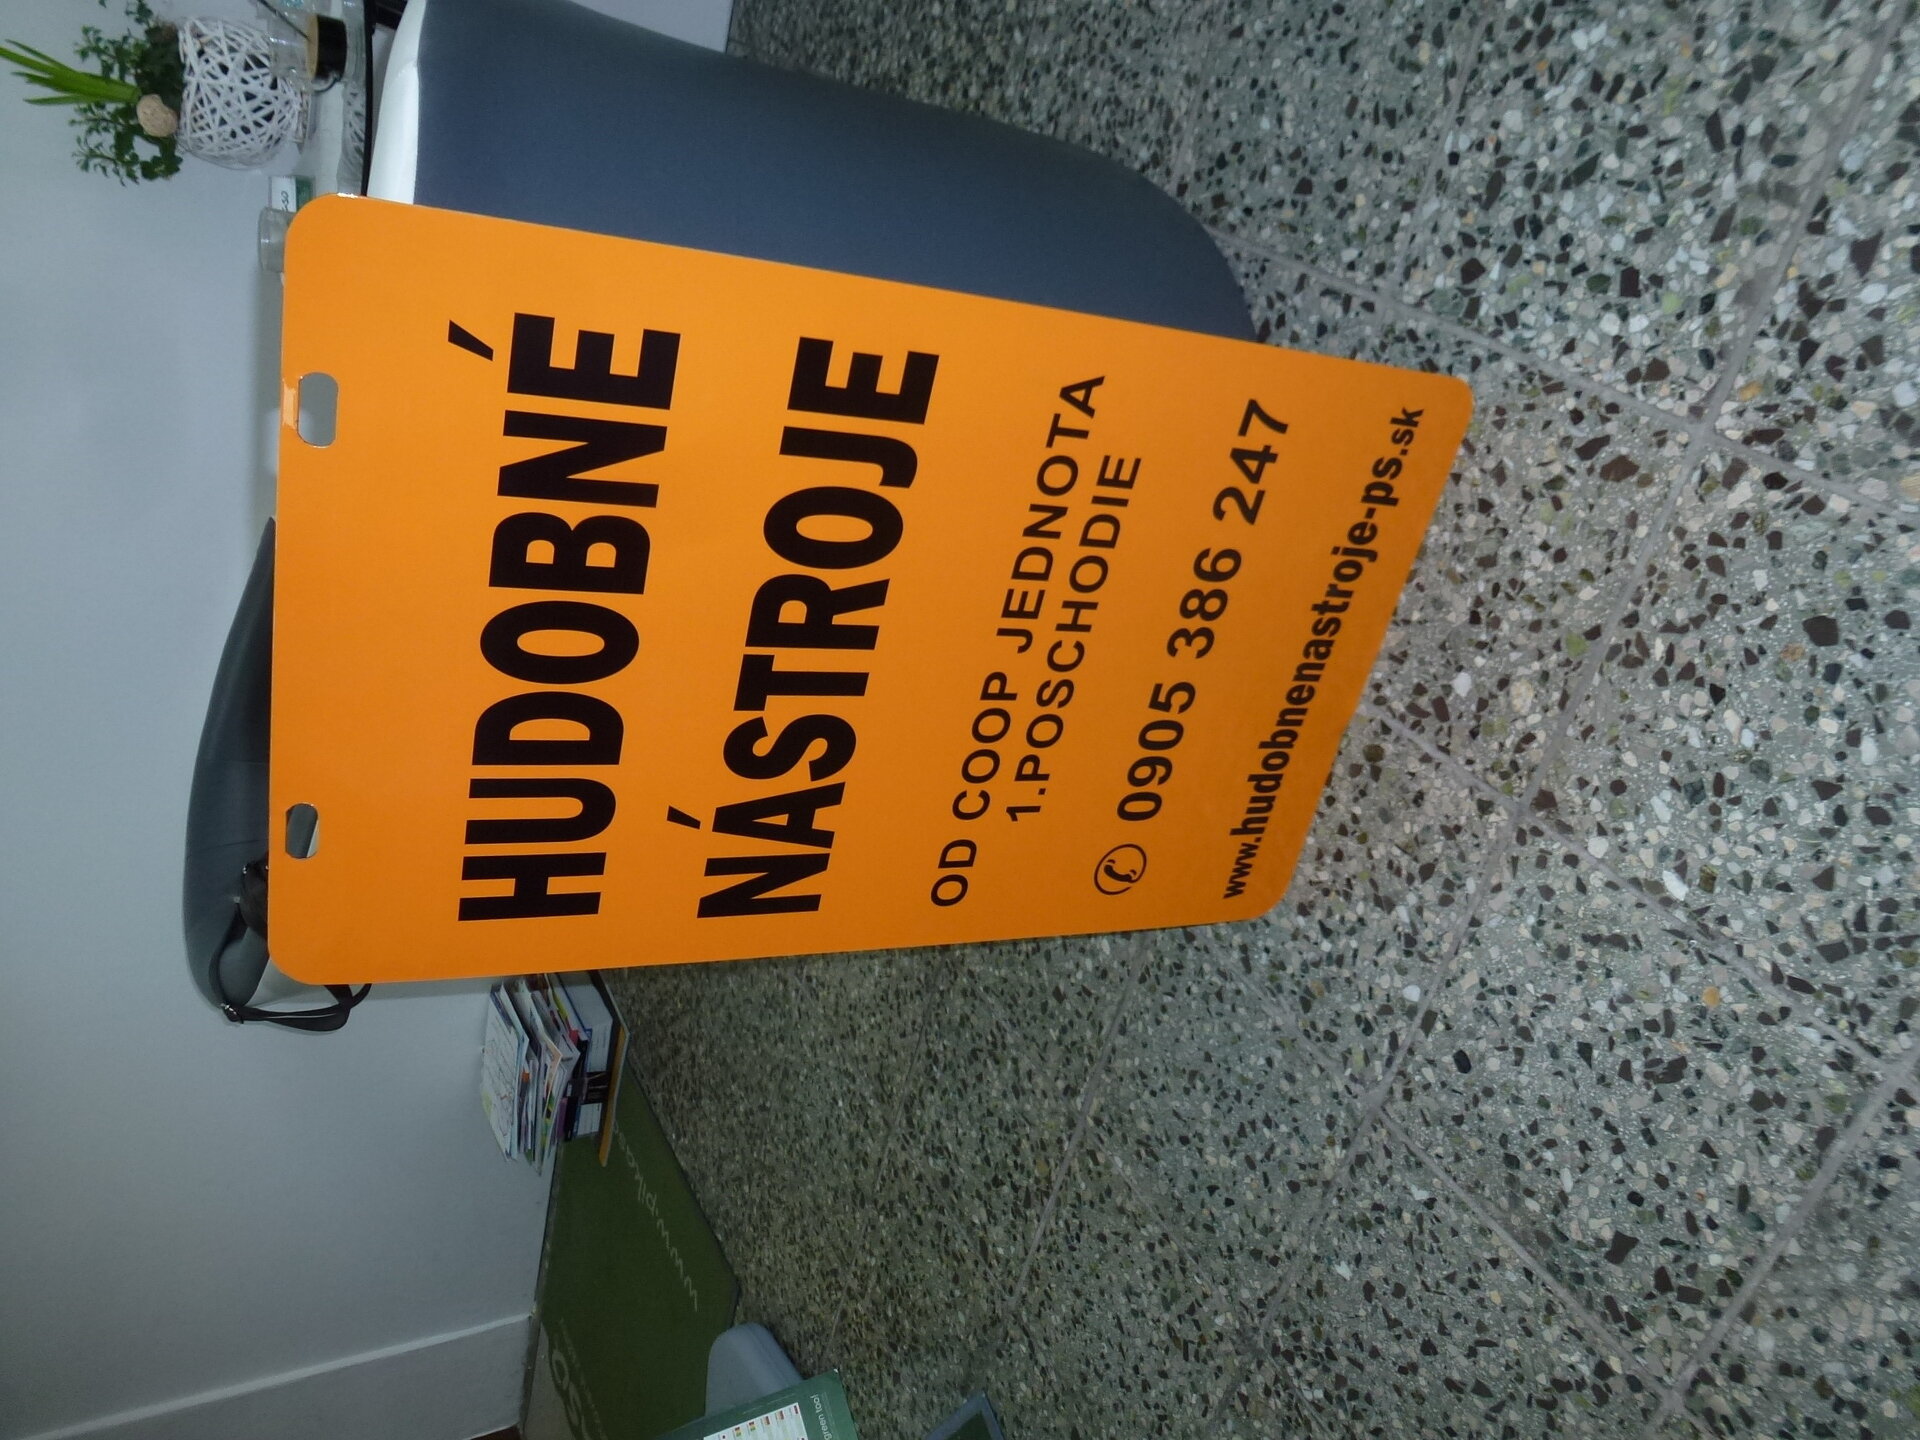 HUDOBNÉ
NÁSTROJE
OD COOP JEDNOTA
1.POSCHODIE
0905 386 247
www.hudobnenastroje-ps.sk